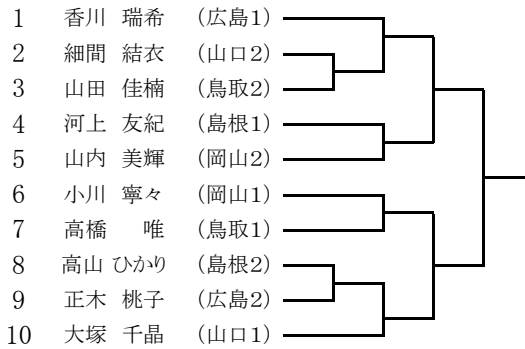 1 香川 瑞希 (広島1)
2 細間 結衣 (山口2)
3 山田 佳楠 (鳥取2)
4 河上 友紀 (島根1)
5 山内 美輝 (岡山2)
6 小川 寧々 (岡山1)
7 高橋 唯 (鳥取1)
8 高山 ひかり (島根2)
9 正木 桃子 (広島2)
10 大塚 千晶 (山口1)